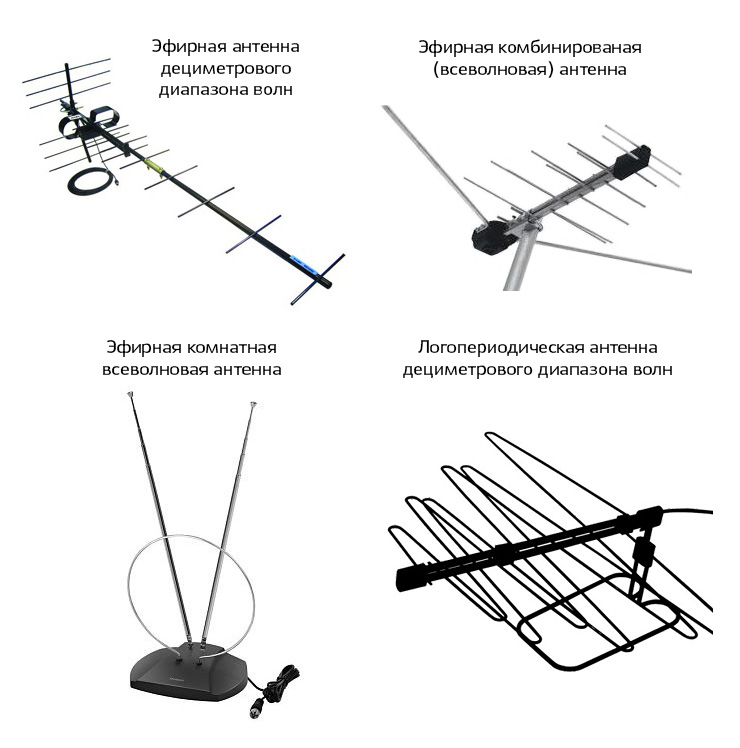 Эфирная антенна
дециметрового
диапазона волн
Эфирная комбинированая
(всеволновая) антенна
Эфирная комнатная
всеволновая антенна
Логопериодическая антенна
дециметрового диапазона волн